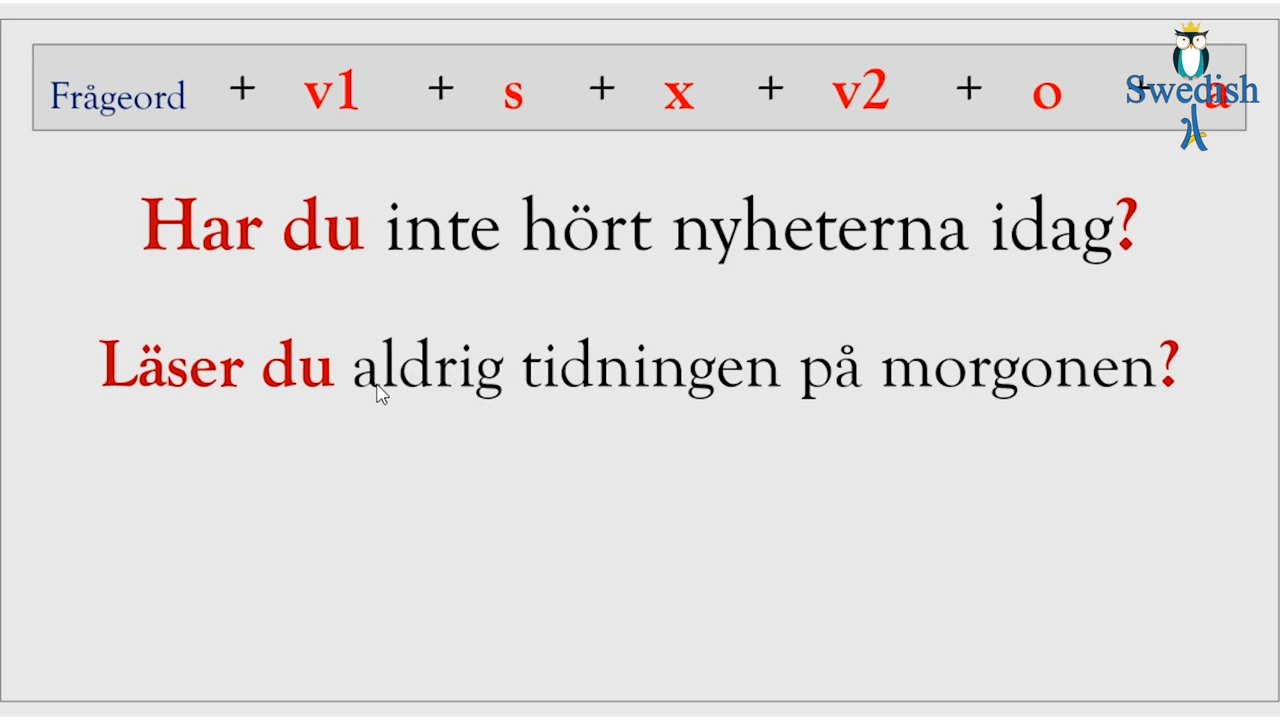 Frågeord + v1 + s + x + v2 + o + a
Swedish
Har du inte hört nyheterna idag?
Läser du aldrig tidningen på morgonen?